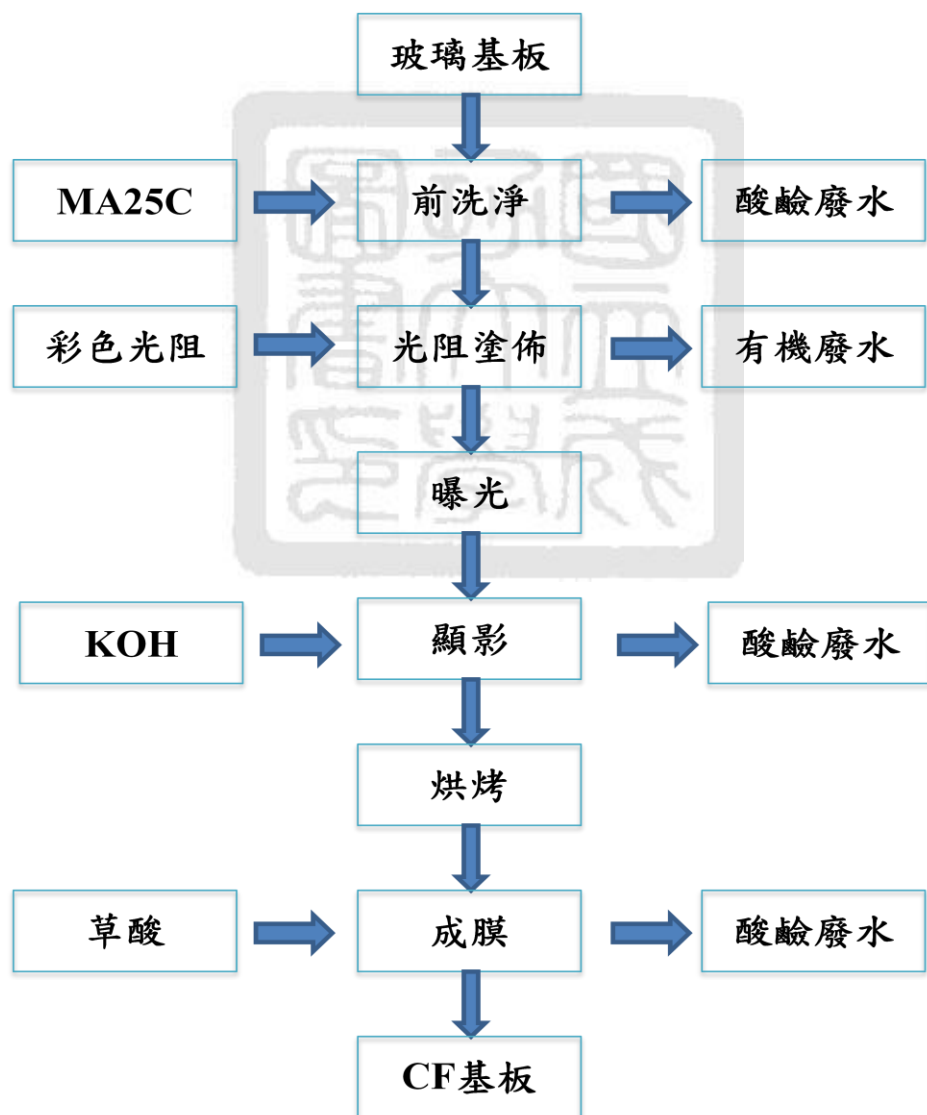 玻璃基板
MA25C
前洗淨
酸鹼廢水
彩色光阻
光阻塗佈
有機廢水
曝光
KOH
顯影
酸鹼廢水
烘烤
草酸
成膜
酸鹼廢水
CF基板